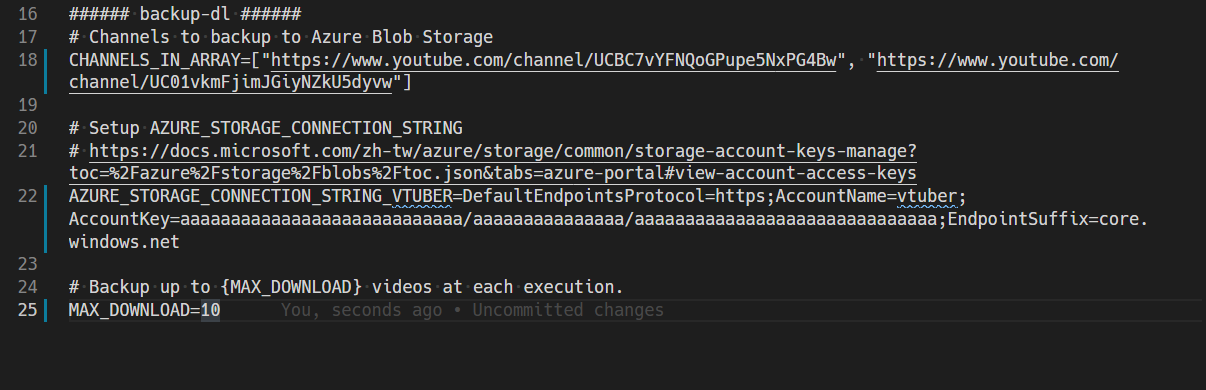 16 ###### backup-dl ######
17 # Channels to backup to Azure Blob Storage
18 CHANNELS_IN_ARRAY=["https://www.youtube.com/channel/UCBC7vYFNQoGPupe5NxPG4Bw", "https://www.youtube.com/
channel/UC01vkmFjimJGiyNZkU5dyvw"]
19
20 # Setup AZURE_STORAGE_CONNECTION_STRING
21 # https://docs.microsoft.com/zh-tw/azure/storage/common/storage-account-keys-manage?
toc=%2Fazure%2Fstorage%2Fblobs%2Ftoc.json&tabs=azure-portal#view-account-access-keys
22 AZURE_STORAGE_CONNECTION_STRING_VTUBER=DefaultEndpointsProtocol=https;AccountName=vtuber;
AccountKey=aaaaaaaaaaaaaaaaaaaaaaaaaaaa/aaaaaaaaaaaaaaa/aaaaaaaaaaaaaaaaaaaaaaaaaaaaaa;EndpointSuffix=core.
windows.net
23
24 # Backup up to {MAX_DOWNLOAD} videos at each execution.
25 MAX_DOWNLOAD=10 You, seconds ago • Uncommitted changes